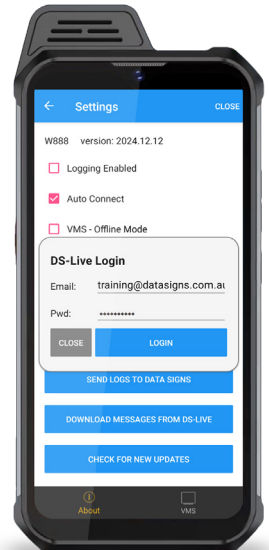 Settings
CLOSE
W888 version: 2024.12.12
Logging Enabled
Auto Connect
VMS - Offline Mode
DS-Live Login
Email: training@datasigns.com.au
Pwd: ••••••••••
CLOSE
LOGIN
SEND LOGS TO DATA SIGNS
DOWNLOAD MESSAGES FROM DS-LIVE
CHECK FOR NEW UPDATES
About
VMS